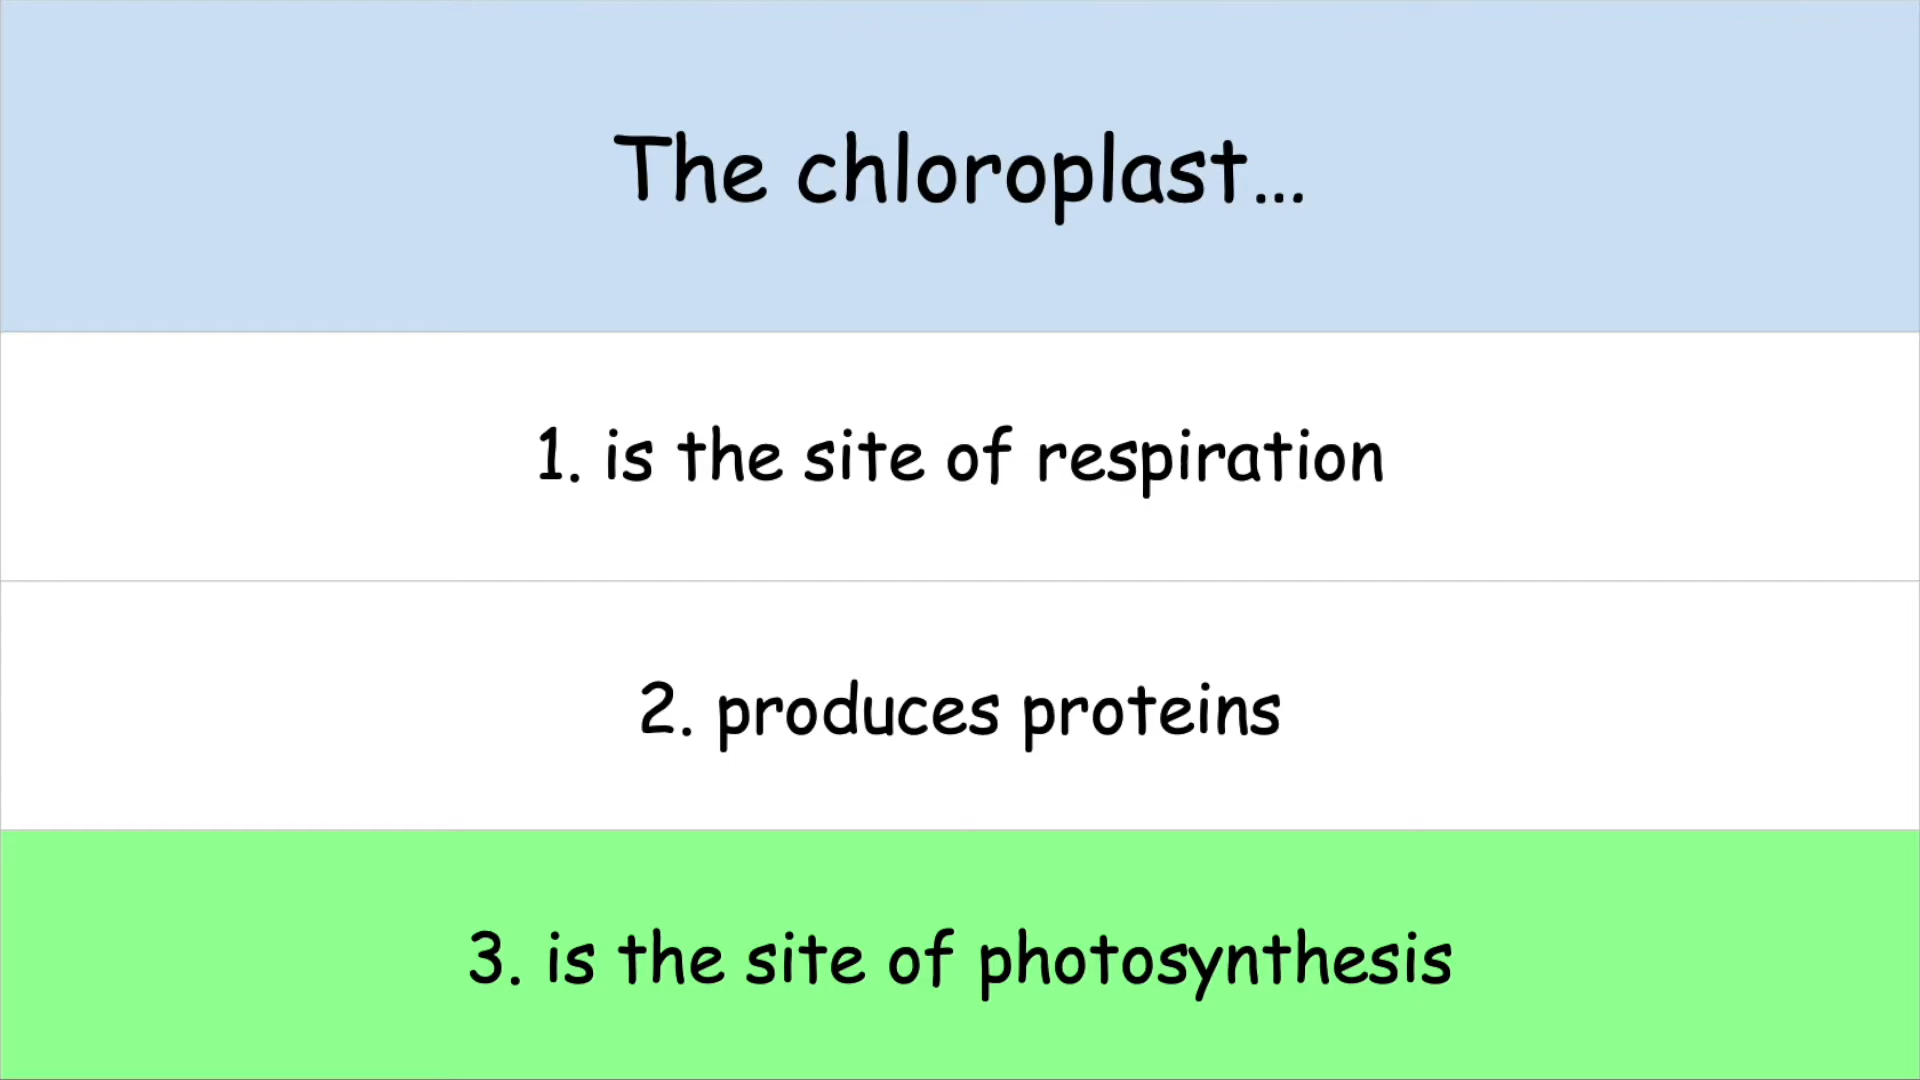 The chloroplast...
1. is the site of respiration
2. produces proteins
3. is the site of photosynthesis